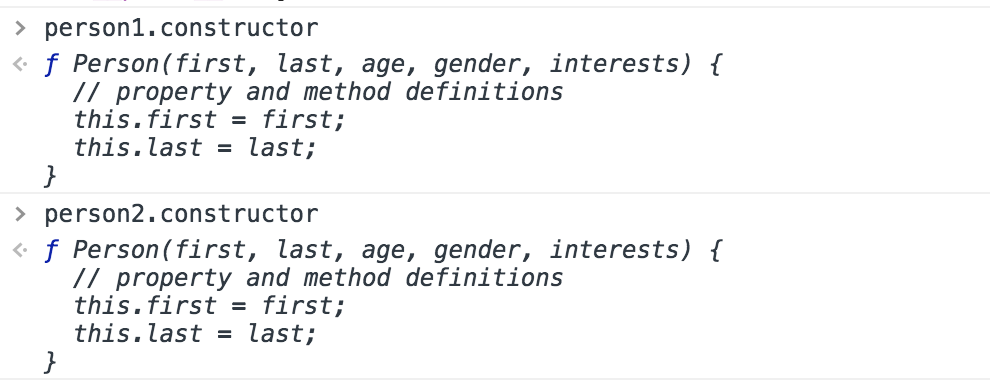 > person1.constructor
<· ƒ Person(first, last, age, gender, interests) {
// property and method definitions
this.first = first;
this.last = last;
}
> person2.constructor
<· ƒ Person(first, last, age, gender, interests) {
// property and method definitions
this.first = first;
this.last = last;
}